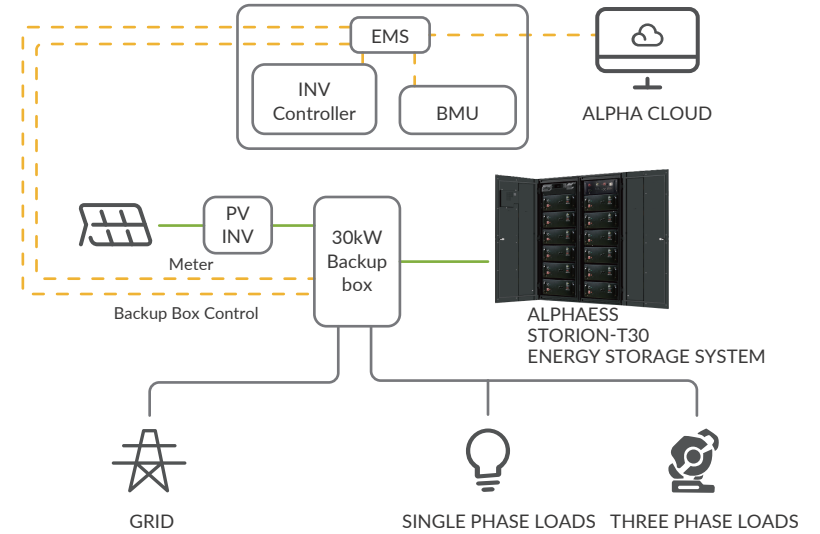 EMS
INV
Controller
BMU
ALPHA CLOUD
PV
INV
30kW
Backup
box
Meter
Backup Box Control
ALPHAESS
STORION-T30
ENERGY STORAGE SYSTEM
GRID
SINGLE PHASE LOADS
THREE PHASE LOADS